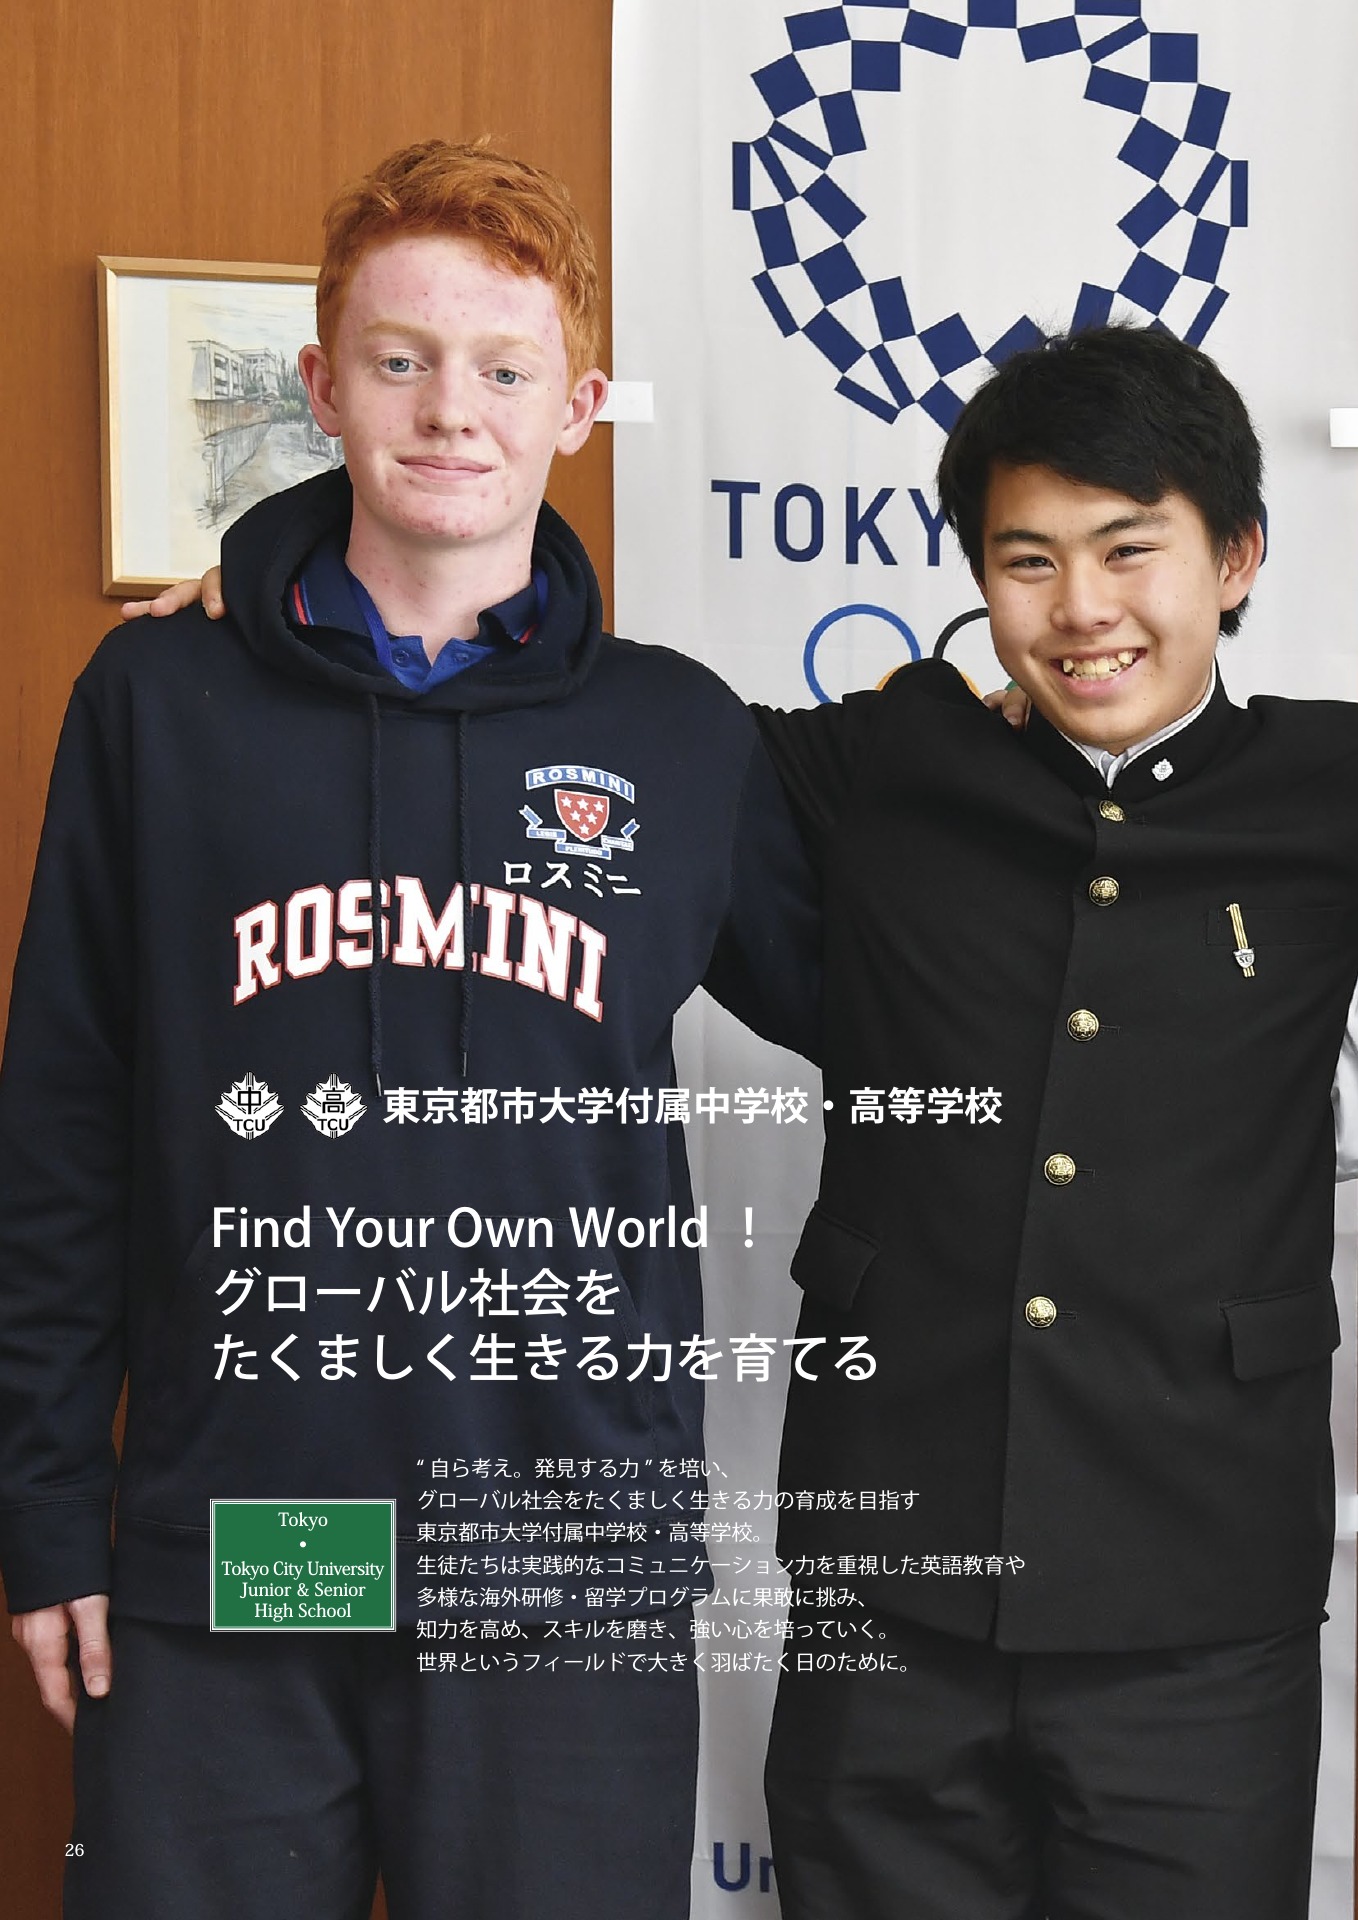 TOKY
ROSMINI
ロスミニ
ROSMINI
中
TCU
高
TCU
東京都市大学付属中学校・高等学校
Find Your Own World !
グローバル社会を
たくましく生きる力を育てる
“自ら考え。発見する力”を培い、
グローバル社会をたくましく生きる力の育成を目指す
東京都市大学付属中学校・高等学校。
生徒たちは実践的なコミュニケーション力を重視した英語教育や
多様な海外研修・留学プログラムに果敢に挑み、
知力を高め、スキルを磨き、強い心を培っていく。
世界というフィールドで大きく羽ばたく日のために。
Tokyo
・
Tokyo City University
Junior & Senior
High School
26
Un